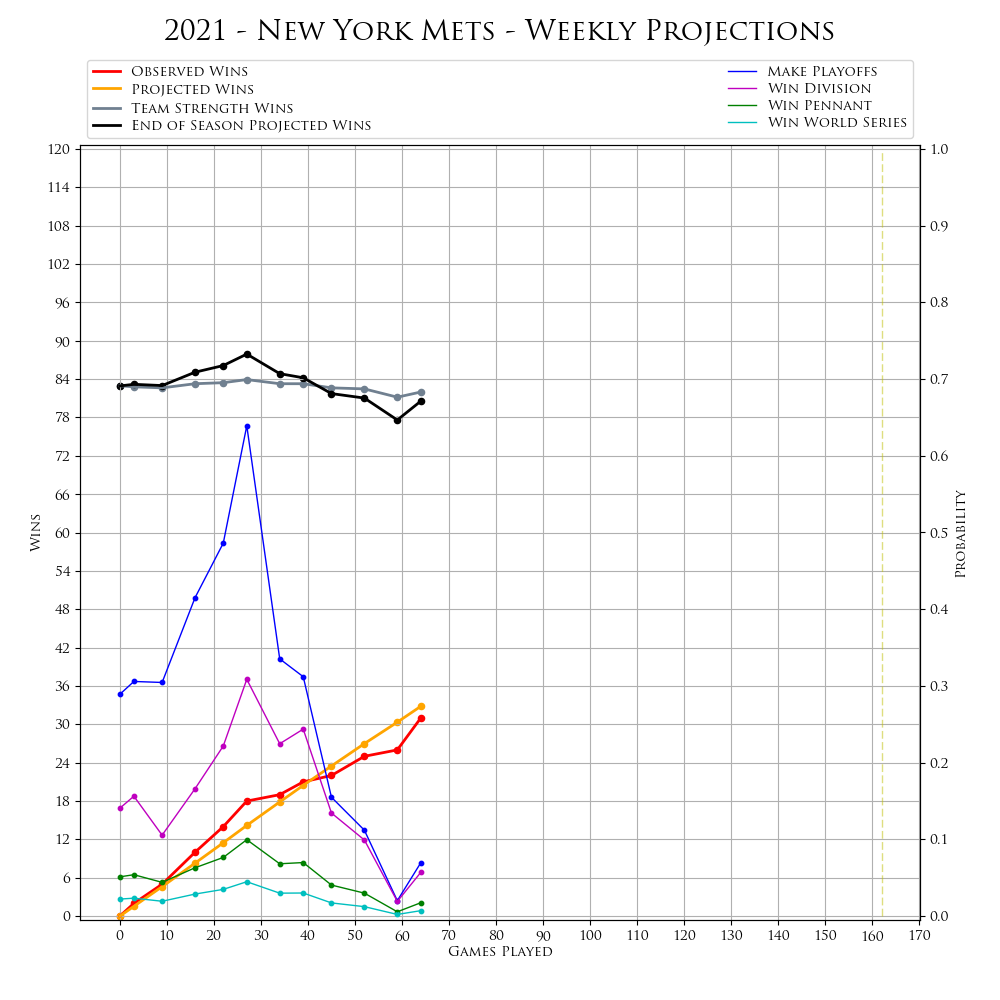 2021 - New York Mets - Weekly Projections
Observed Wins
Projected Wins
Team Strength Wins
End of Season Projected Wins
Make Playoffs
Win Division
Win Pennant
Win World Series
120
114
108
102
96
90
84
78
72
66
60
54
48
42
36
30
24
18
12
6
0
Wins
1.0
0.9
0.8
0.7
0.6
0.5
0.4
0.3
0.2
0.1
0.0
Probability
0 10 20 30 40 50 60 70 80 90 100 110 120 130 140 150 160 170
Games Played